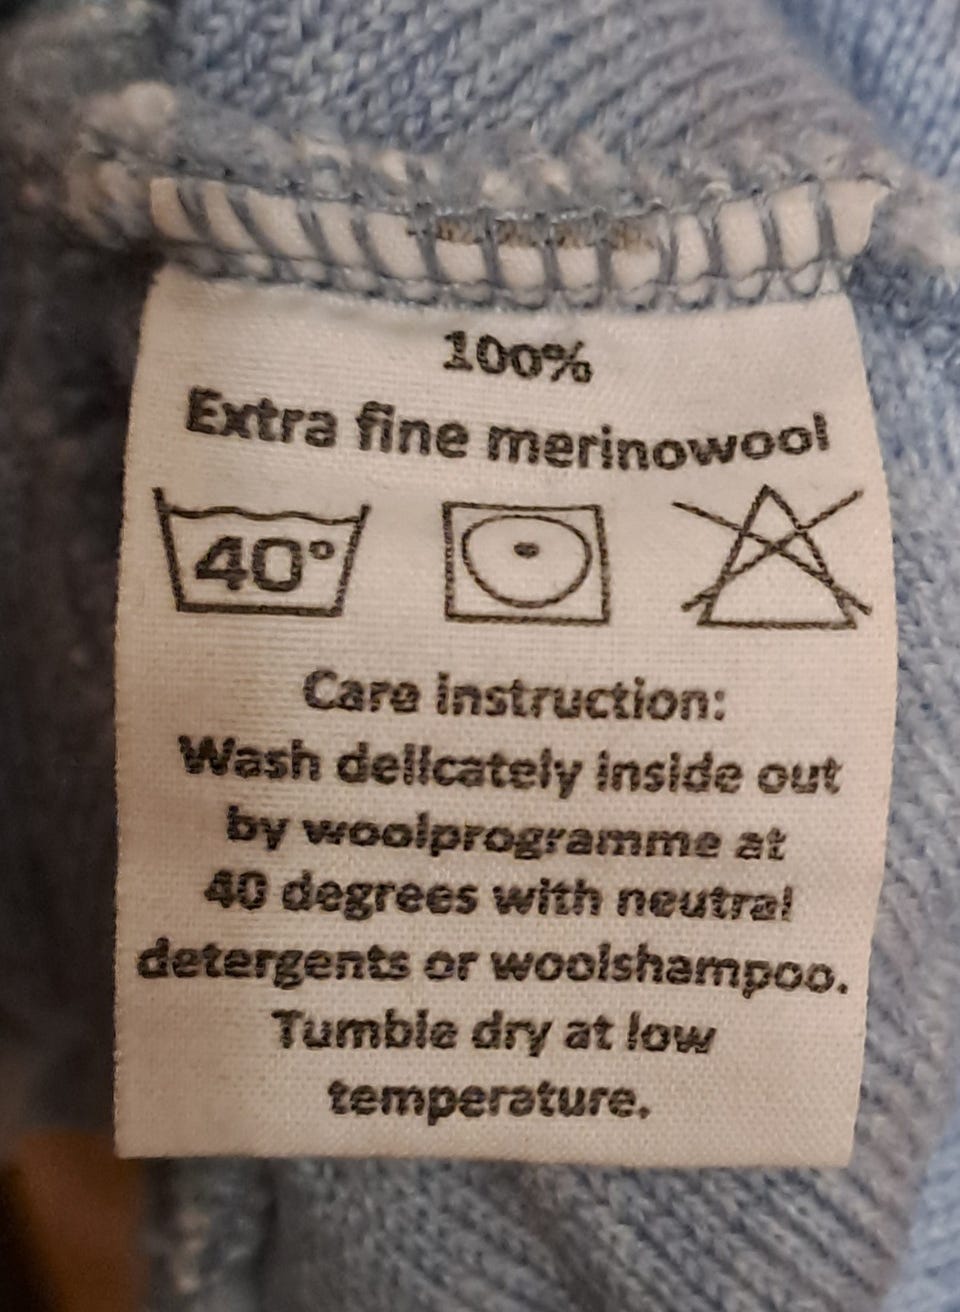 100%
Extra fine merinowool
40°
Care instruction:
Wash delicately inside out
by woolprogramme at
40 degrees with neutral
detergents or woolshampoo.
Tumble dry at low
temperature.